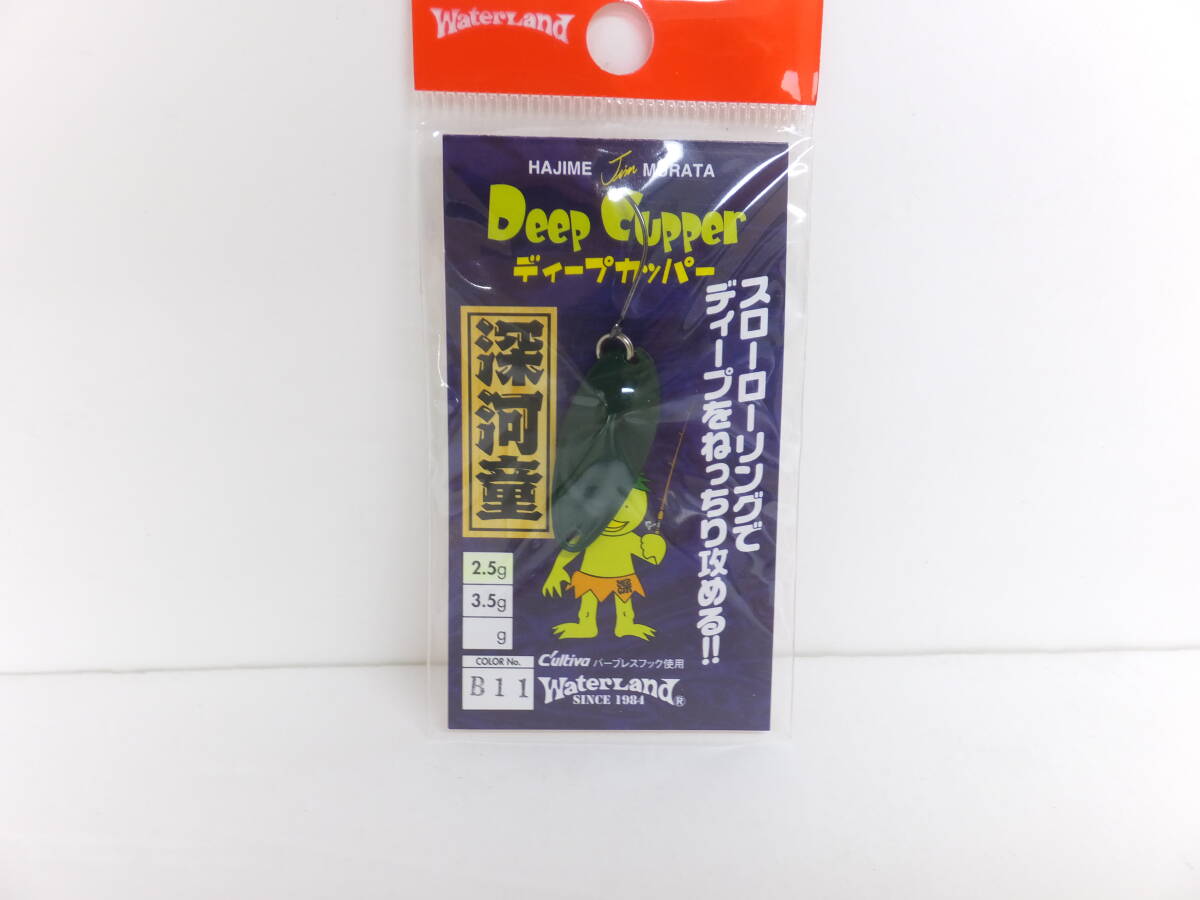 WaterLand
HAJIME Jim MURATA
Deep Cupper
ディープカッパー
スローローリングで
ディープをねっちり攻める!!
深河童
2.5g
3.5g
g
COLOR No.
B11
C'ultiva バーブレスフック使用
WaterLand®
SINCE 1984